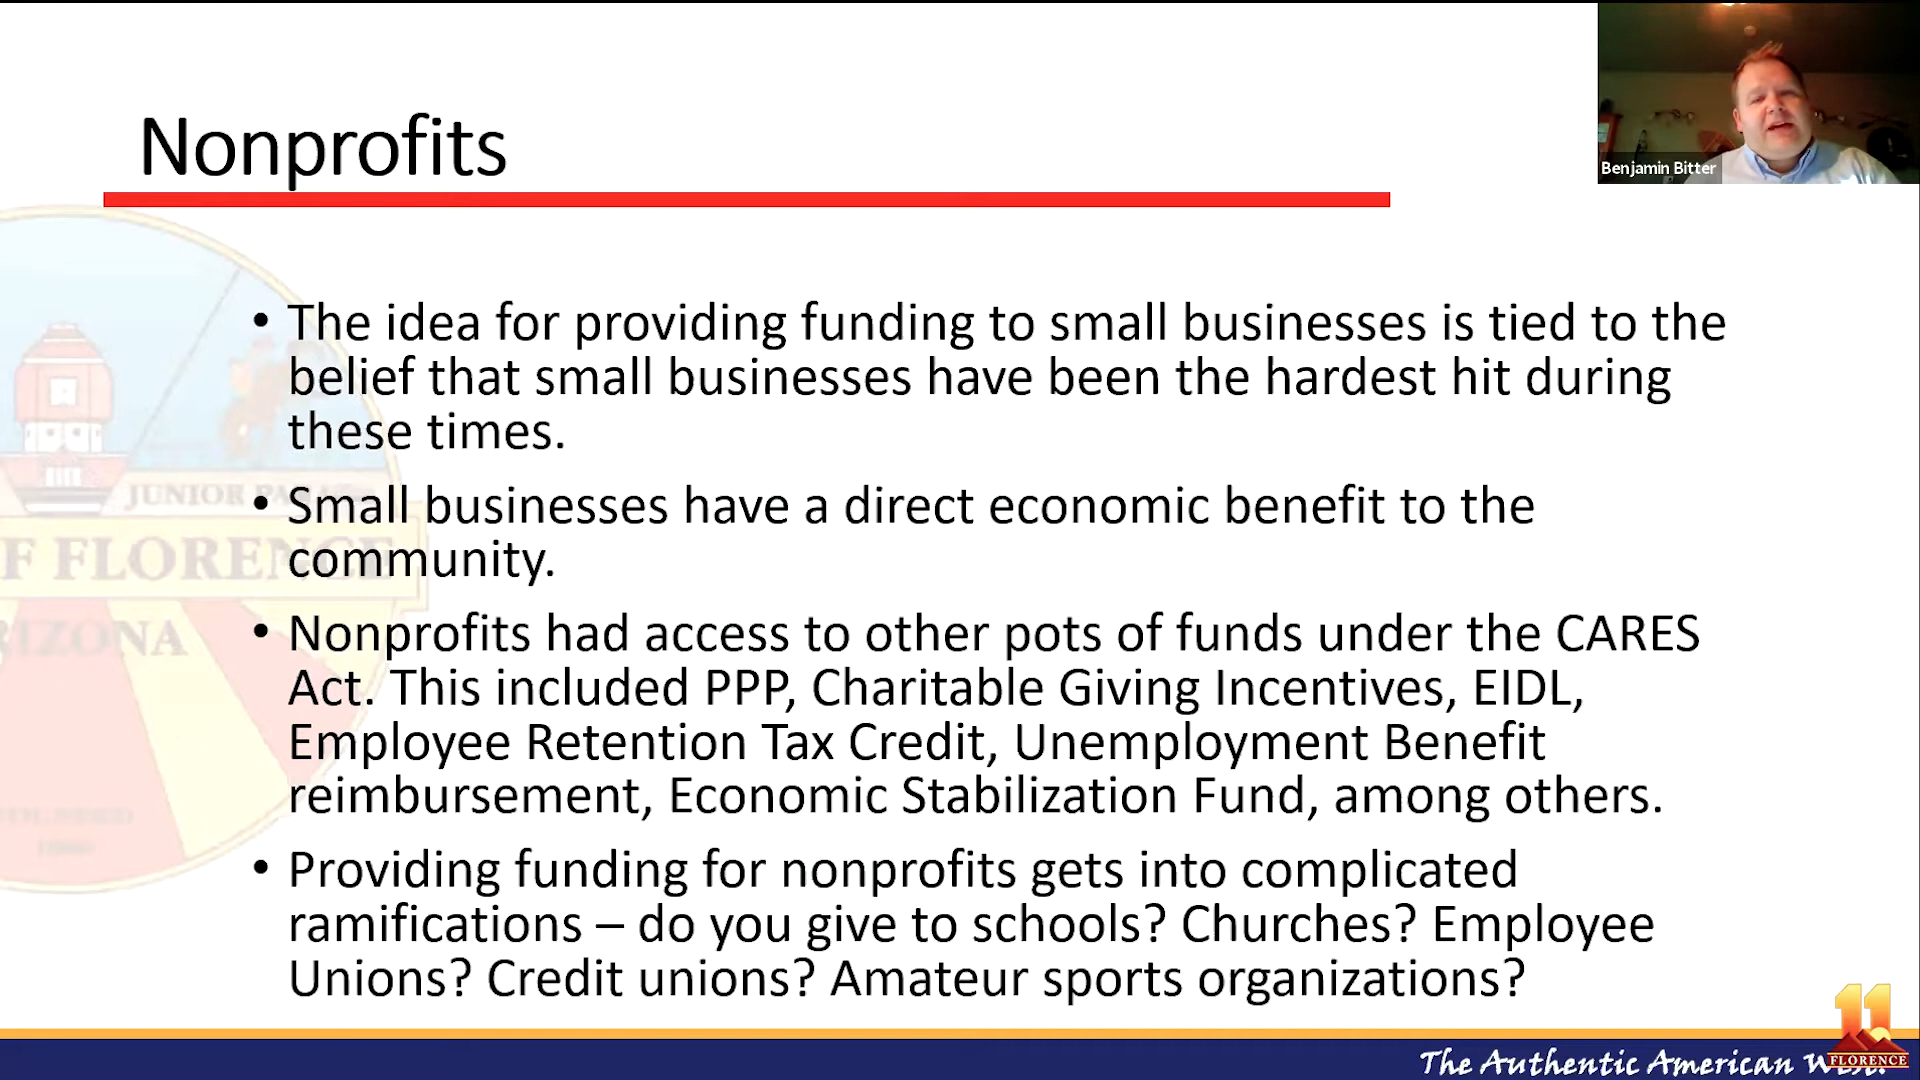 Nonprofits
Benjamin Bitter
• The idea for providing funding to small businesses is tied to the
belief that small businesses have been the hardest hit during
these times.
• Small businesses have a direct economic benefit to the
community.
• Nonprofits had access to other pots of funds under the CARES
Act. This included PPP, Charitable Giving Incentives, EIDL,
Employee Retention Tax Credit, Unemployment Benefit
reimbursement, Economic Stabilization Fund, among others.
• Providing funding for nonprofits gets into complicated
ramifications – do you give to schools? Churches? Employee
Unions? Credit unions? Amateur sports organizations?
JUNIOR
F FLORENCE
RIZONA
The Authentic American
11
FLORENCE